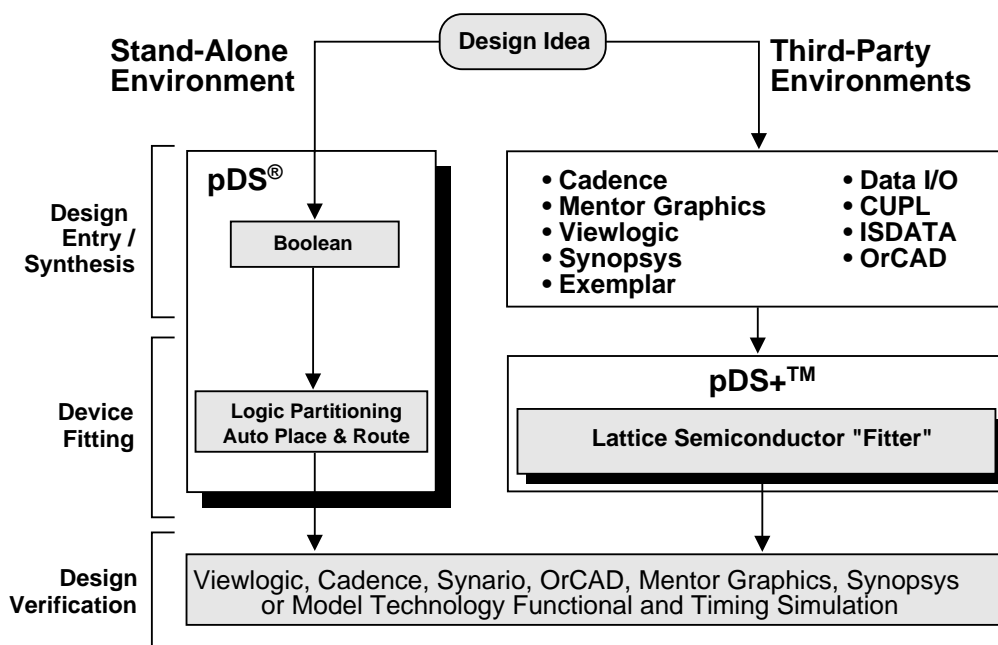 Design Idea
Stand-Alone
Environment
Third-Party
Environments
Design
Entry /
Synthesis
pDS®
Boolean
• Cadence
• Mentor Graphics
• Viewlogic
• Synopsys
• Exemplar
• Data I/O
• CUPL
• ISDATA
• OrCAD
Device
Fitting
Logic Partitioning
Auto Place & Route
pDS+™
Lattice Semiconductor "Fitter"
Design
Verification
Viewlogic, Cadence, Synario, OrCAD, Mentor Graphics, Synopsys
or Model Technology Functional and Timing Simulation